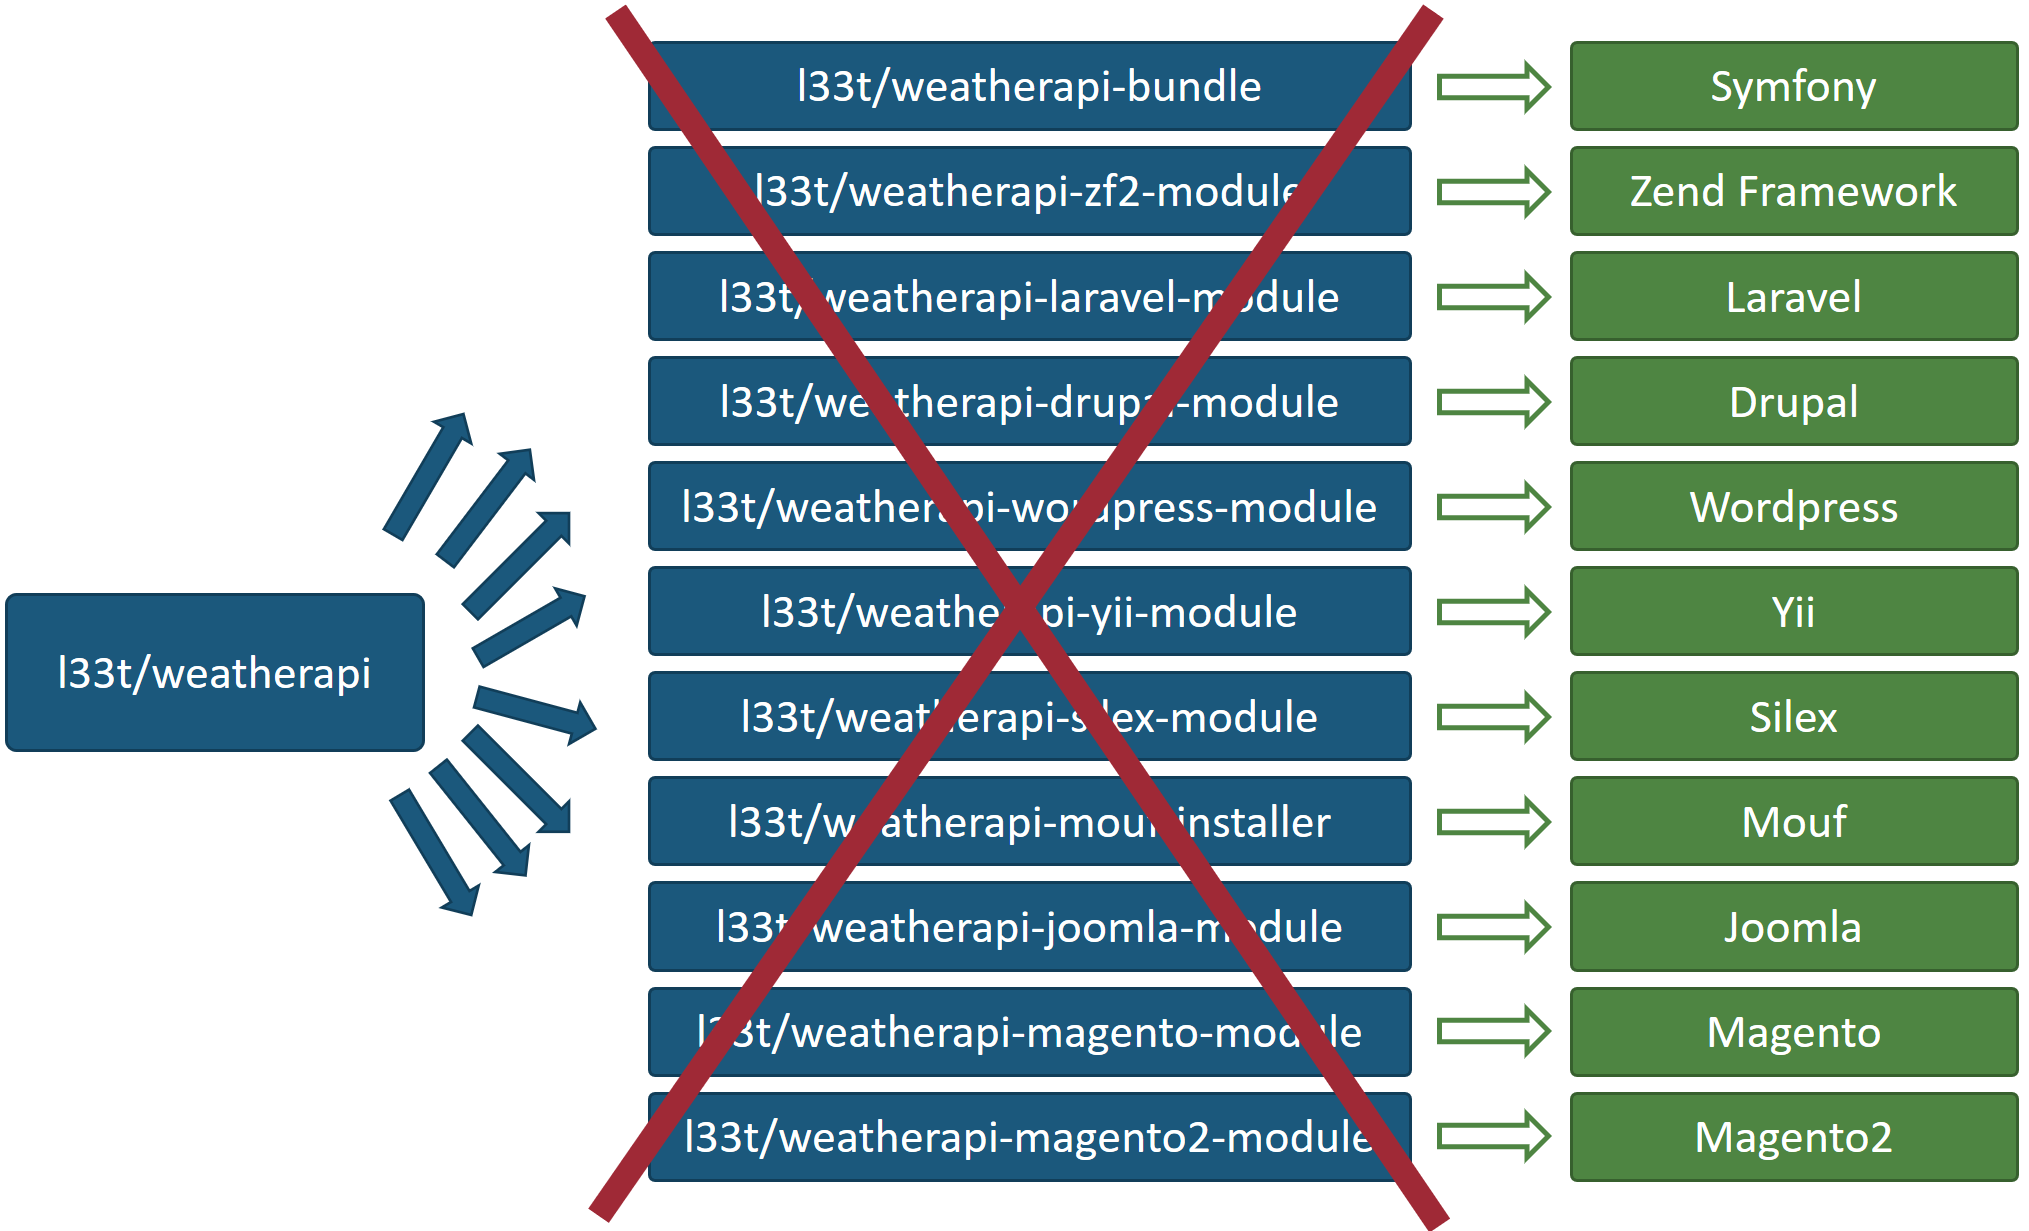 l33t/weatherapi-bundle
Symfony
l33t/weatherapi-zf2-module
Zend Framework
l33t/weatherapi-laravel-module
Laravel
l33t/weatherapi-drupal-module
Drupal
l33t/weatherapi-wordpress-module
Wordpress
l33t/weatherapi-yii-module
Yii
l33t/weatherapi
l33t/weatherapi-silex-module
Silex
l33t/weatherapi-mouf-installer
Mouf
l33t/weatherapi-joomla-module
Joomla
l33t/weatherapi-magento-module
Magento
l33t/weatherapi-magento2-module
Magento2